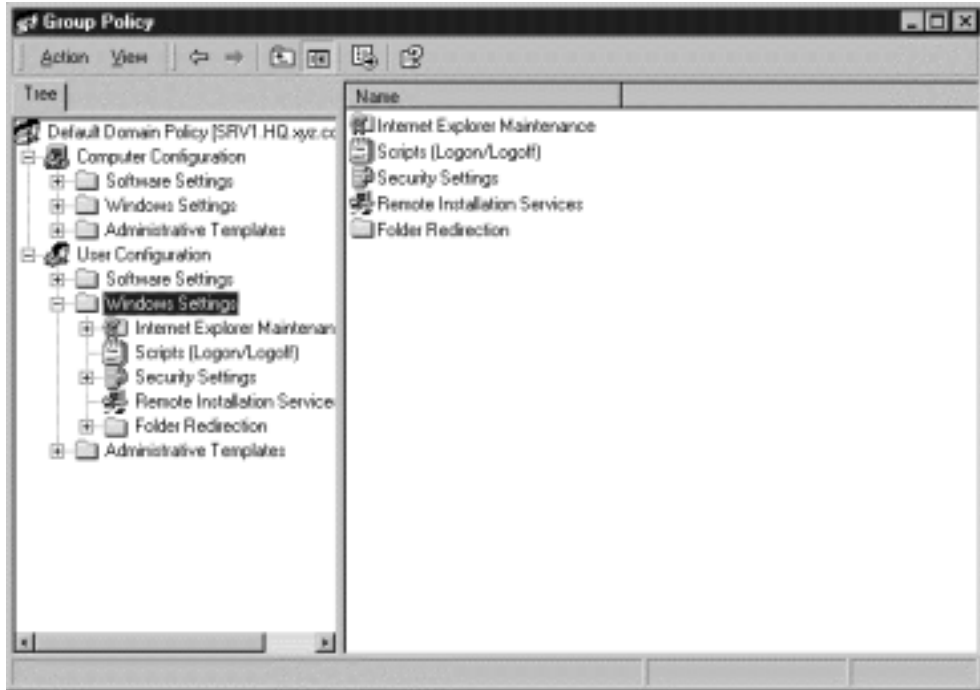 Group Policy
Action View
Tree
Name
Default Domain Policy [SRV1.HQ.xyz.cc
Computer Configuration
Software Settings
Windows Settings
Administrative Templates
User Configuration
Software Settings
Windows Settings
Internet Explorer Maintenan
Scripts (Logon/Logoff)
Security Settings
Remote Installation Service
Folder Redirection
Administrative Templates
Internet Explorer Maintenance
Scripts (Logon/Logoff)
Security Settings
Remote Installation Services
Folder Redirection